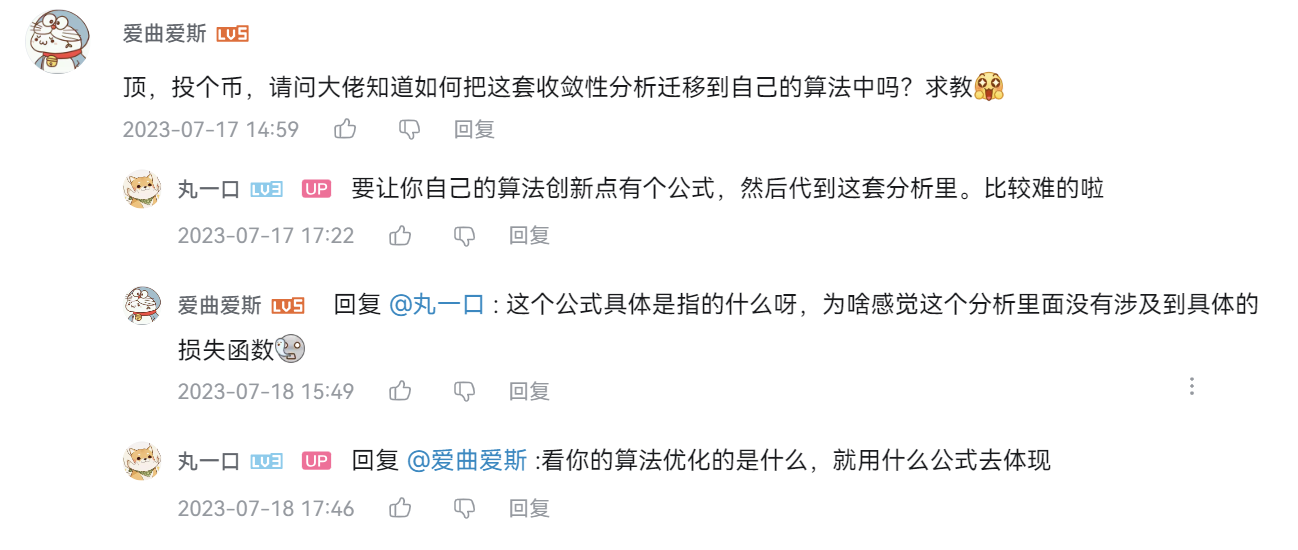 爱曲爱斯 LV5
顶，投个币，请问大佬知道如何把这套收敛性分析迁移到自己的算法中吗？求教
2023-07-17 14:59 回复
丸一口 LV3 UP 要让你自己的算法创新点有个公式，然后代到这套分析里。比较难的啦
2023-07-17 17:22 回复
爱曲爱斯 LV5 回复 @丸一口 : 这个公式具体是指的什么呀，为啥感觉这个分析里面没有涉及到具体的
损失函数
2023-07-18 15:49 回复
丸一口 LV3 UP 回复 @爱曲爱斯 :看你的算法优化的是什么，就用什么公式去体现
2023-07-18 17:46 回复